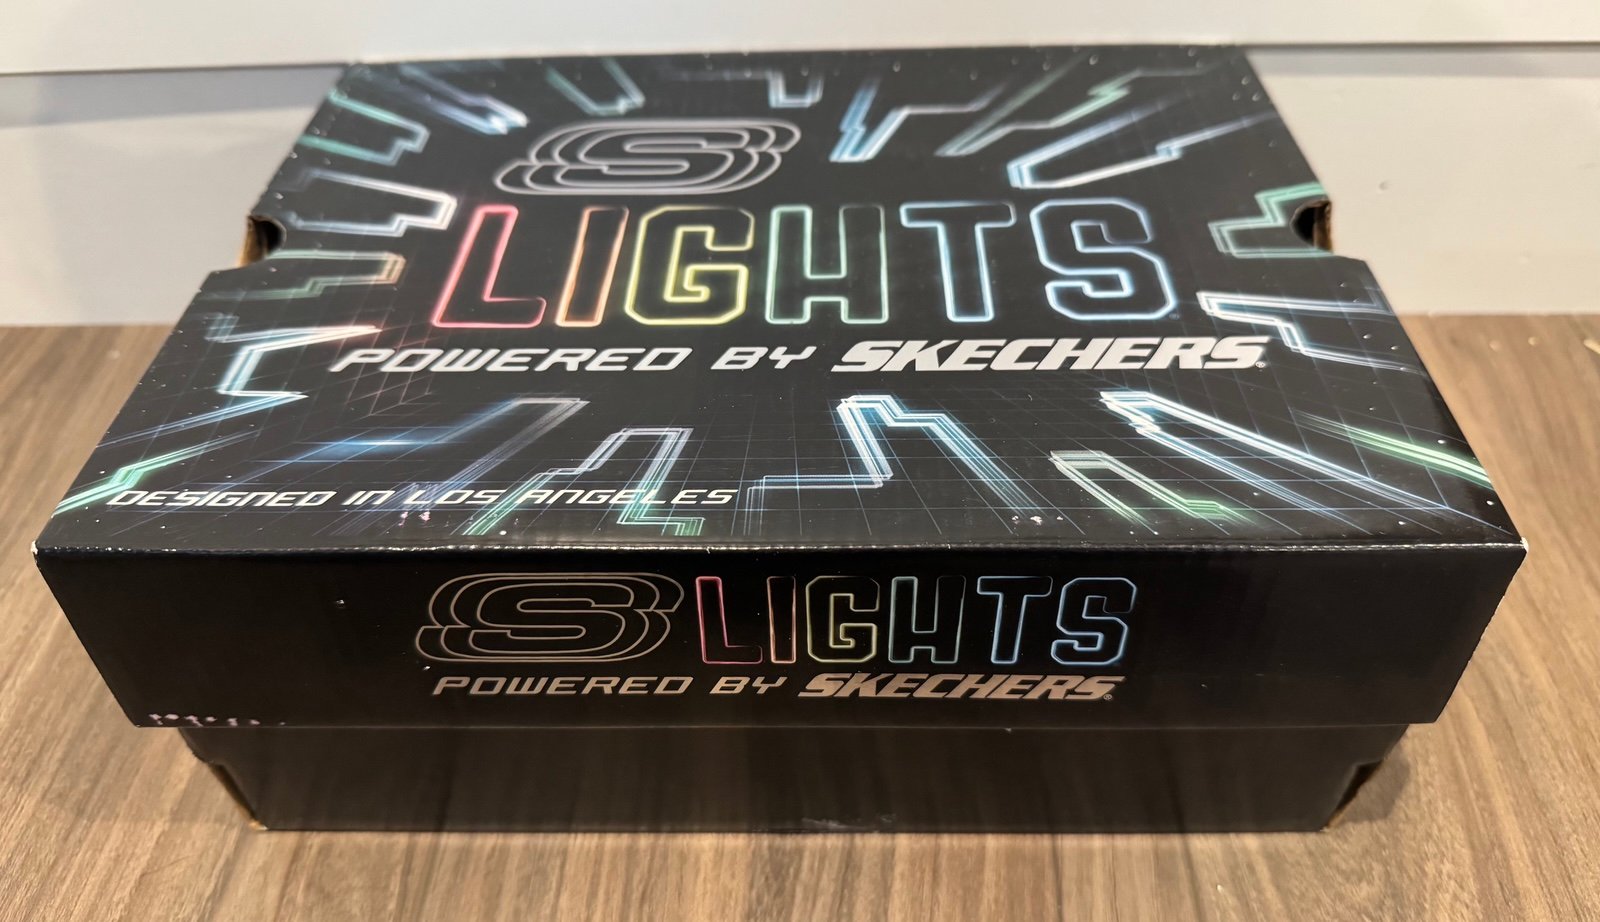 S
LIGHTS
POWERED BY SKECHERS®
DESIGNED IN LOS ANGELES
S LIGHTS
POWERED BY SKECHERS®